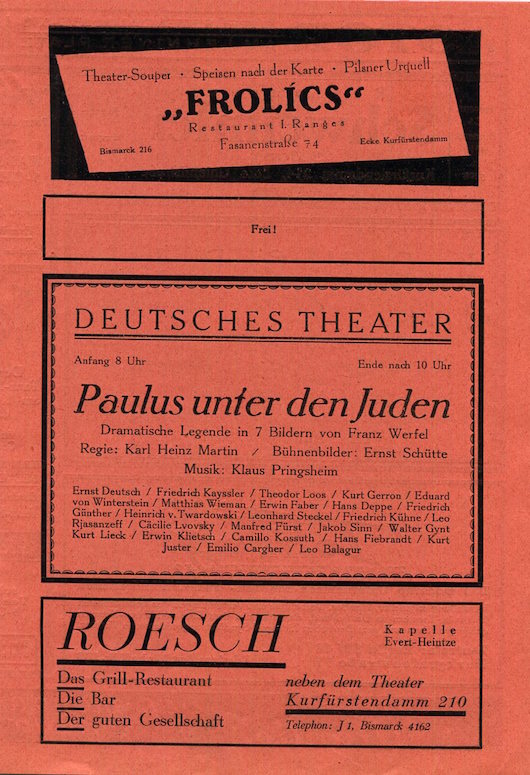 Theater-Souper · Speisen nach der Karte · Pilsner Urquell
„FROLÍCS“
Restaurant I. Ranges
Bismarck 216 Fasanenstraße 74 Ecke Kurfürstendamm
Frei!
DEUTSCHES THEATER
Anfang 8 Uhr Ende nach 10 Uhr
Paulus unter den Juden
Dramatische Legende in 7 Bildern von Franz Werfel
Regie: Karl Heinz Martin / Bühnenbilder: Ernst Schütte
Musik: Klaus Pringsheim
Ernst Deutsch / Friedrich Kayssler / Theodor Loos / Kurt Gerron / Eduard
von Winterstein / Matthias Wieman / Erwin Faber / Hans Deppe / Friedrich
Günther / Heinrich v. Twardowski / Leonhard Steckel / Friedrich Kühne / Leo
Rjasanzeff / Cäcilie Lvovsky / Manfred Fürst / Jakob Sinn / Walter Gynt
Kurt Lieck / Erwin Klietsch / Camillo Kossuth / Hans Fiebrandt / Kurt
Juster / Emilio Cargher / Leo Balagur
ROESCH
Kapelle
Evert-Heintze
Das Grill-Restaurant
Die Bar
Der guten Gesellschaft
neben dem Theater
Kurfürstendamm 210
Telephon: J 1, Bismarck 4162